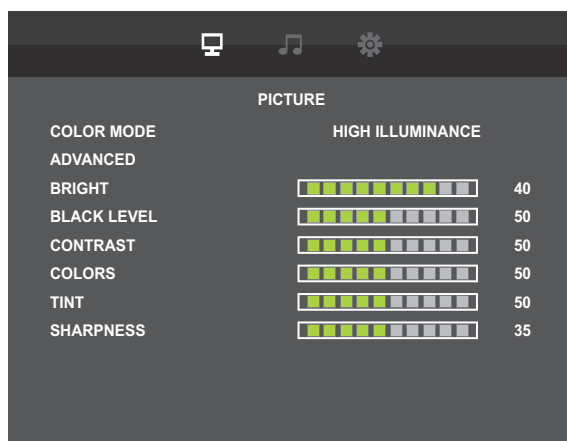 PICTURE
COLOR MODE HIGH ILLUMINANCE
ADVANCED
BRIGHT 40
BLACK LEVEL 50
CONTRAST 50
COLORS 50
TINT 50
SHARPNESS 35